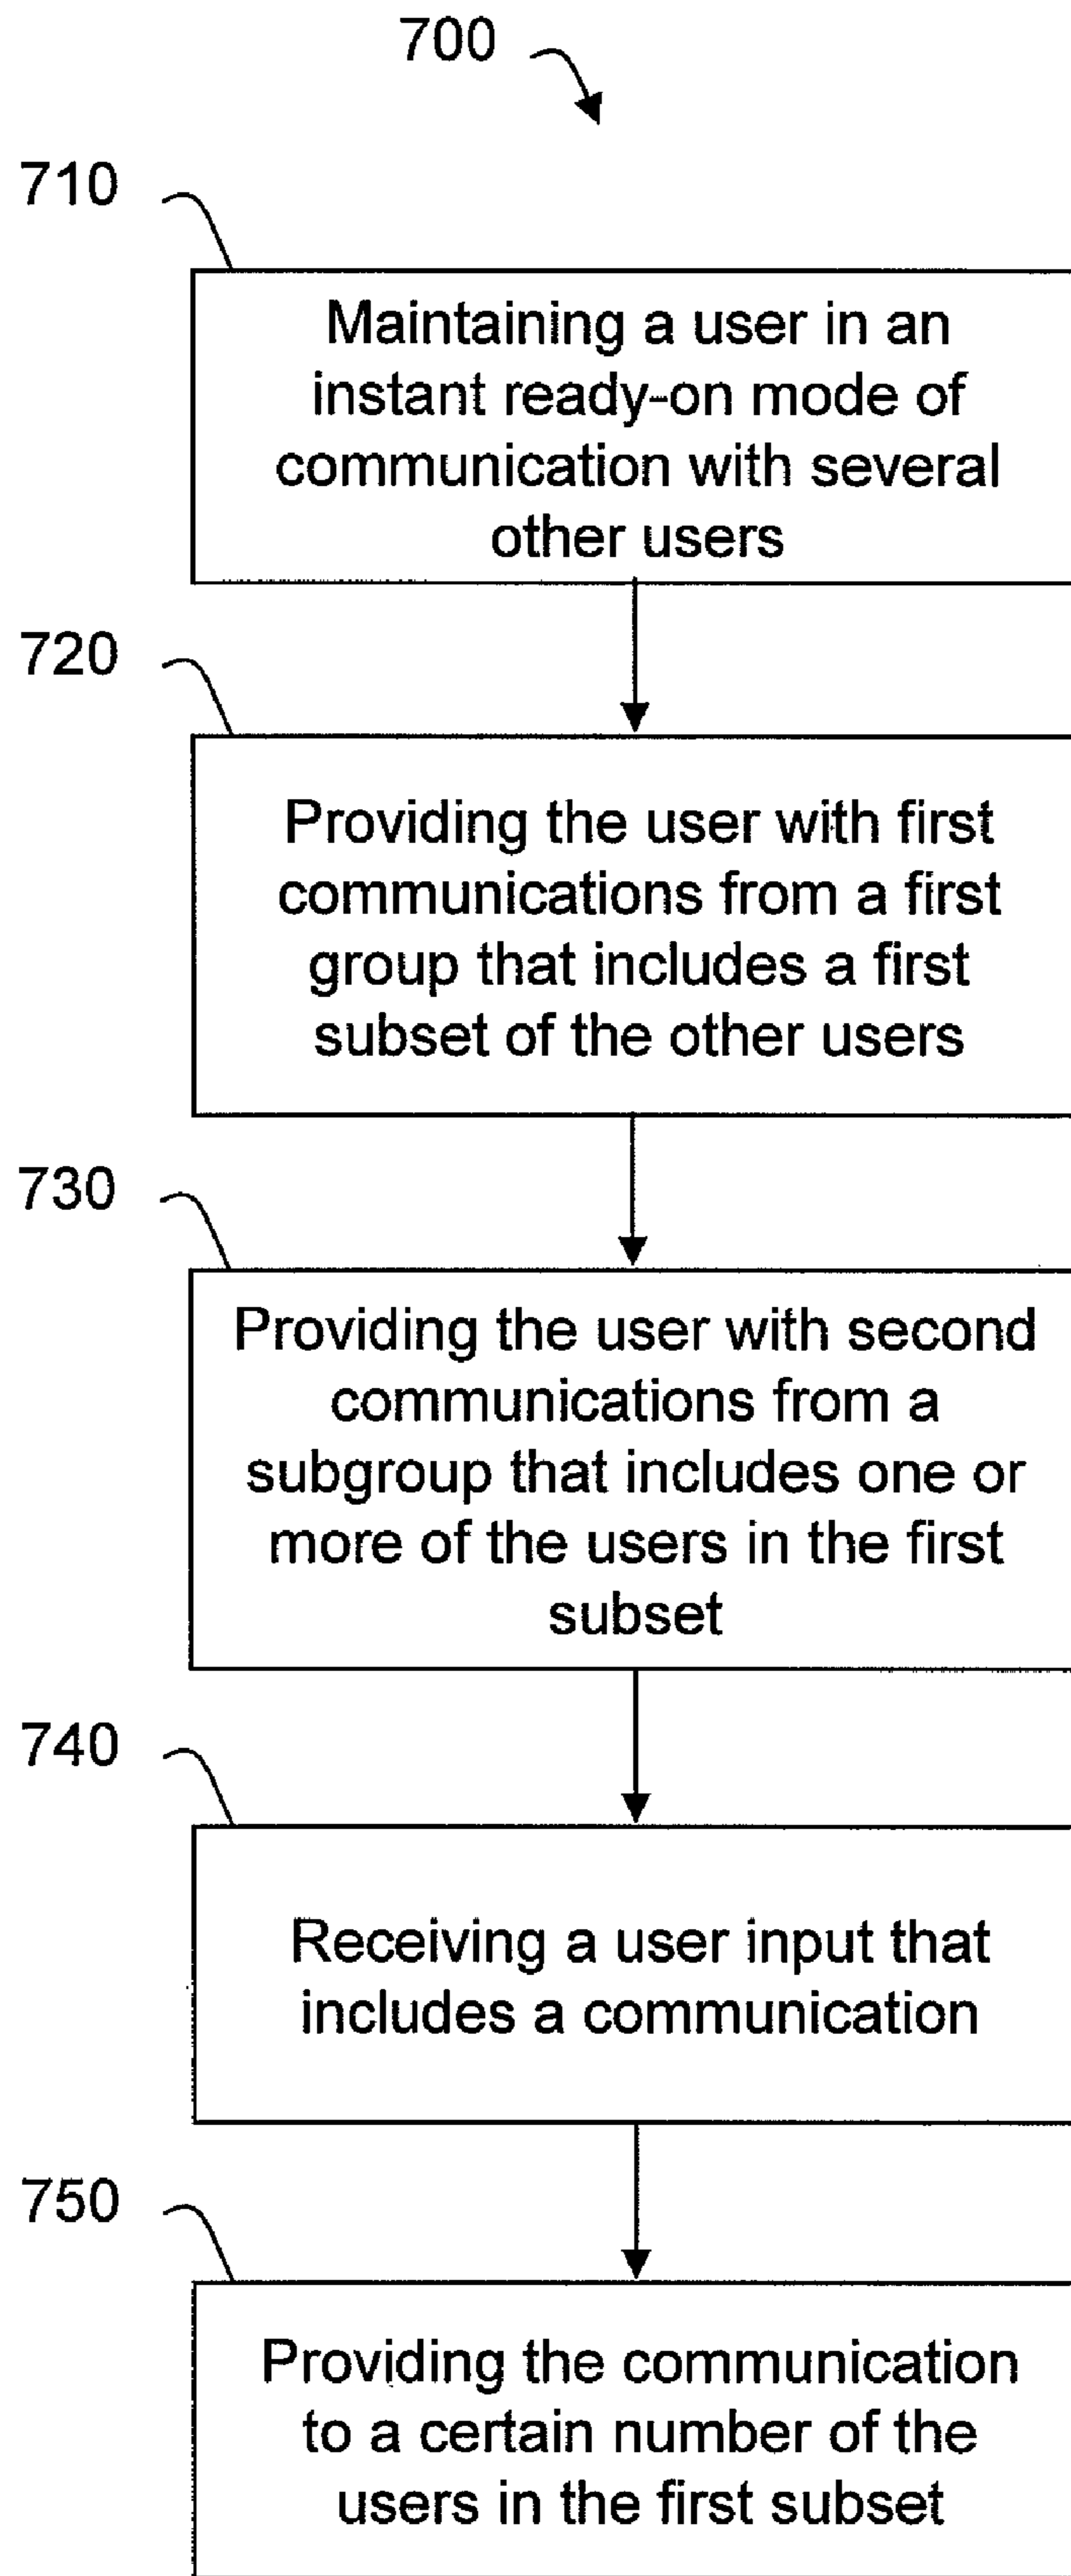 700
710
Maintaining a user in an
instant ready-on mode of
communication with several
other users
720
Providing the user with first
communications from a first
group that includes a first
subset of the other users
730
Providing the user with second
communications from a
subgroup that includes one or
more of the users in the first
subset
740
Receiving a user input that
includes a communication
750
Providing the communication
to a certain number of the
users in the first subset